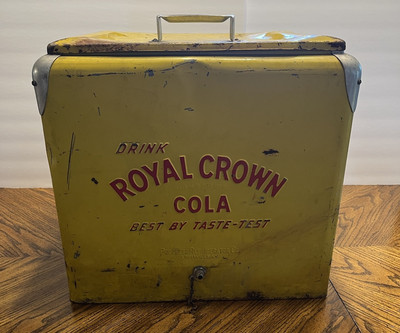 DRINK
ROYAL CROWN
COLA
BEST BY TASTE-TEST